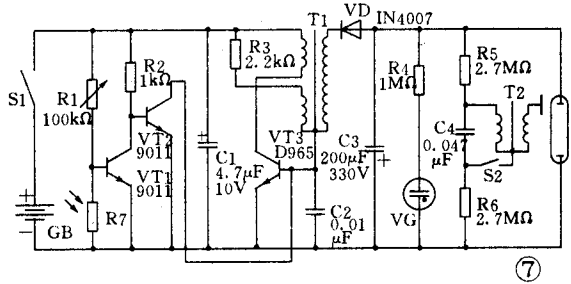 T1
VD
IN4007
S1
R1
100kΩ
R2
1kΩ
R3
2.2kΩ
R4
1MΩ
R5
2.7MΩ
T2
VT2
9011
VT1
9011
C1
4.7μF
10V
VT3
D965
C3
200μF
330V
C4
0.047
μF
S2
R7
GB
C2
0.01
μF
VG
R6
2.7MΩ
⑦